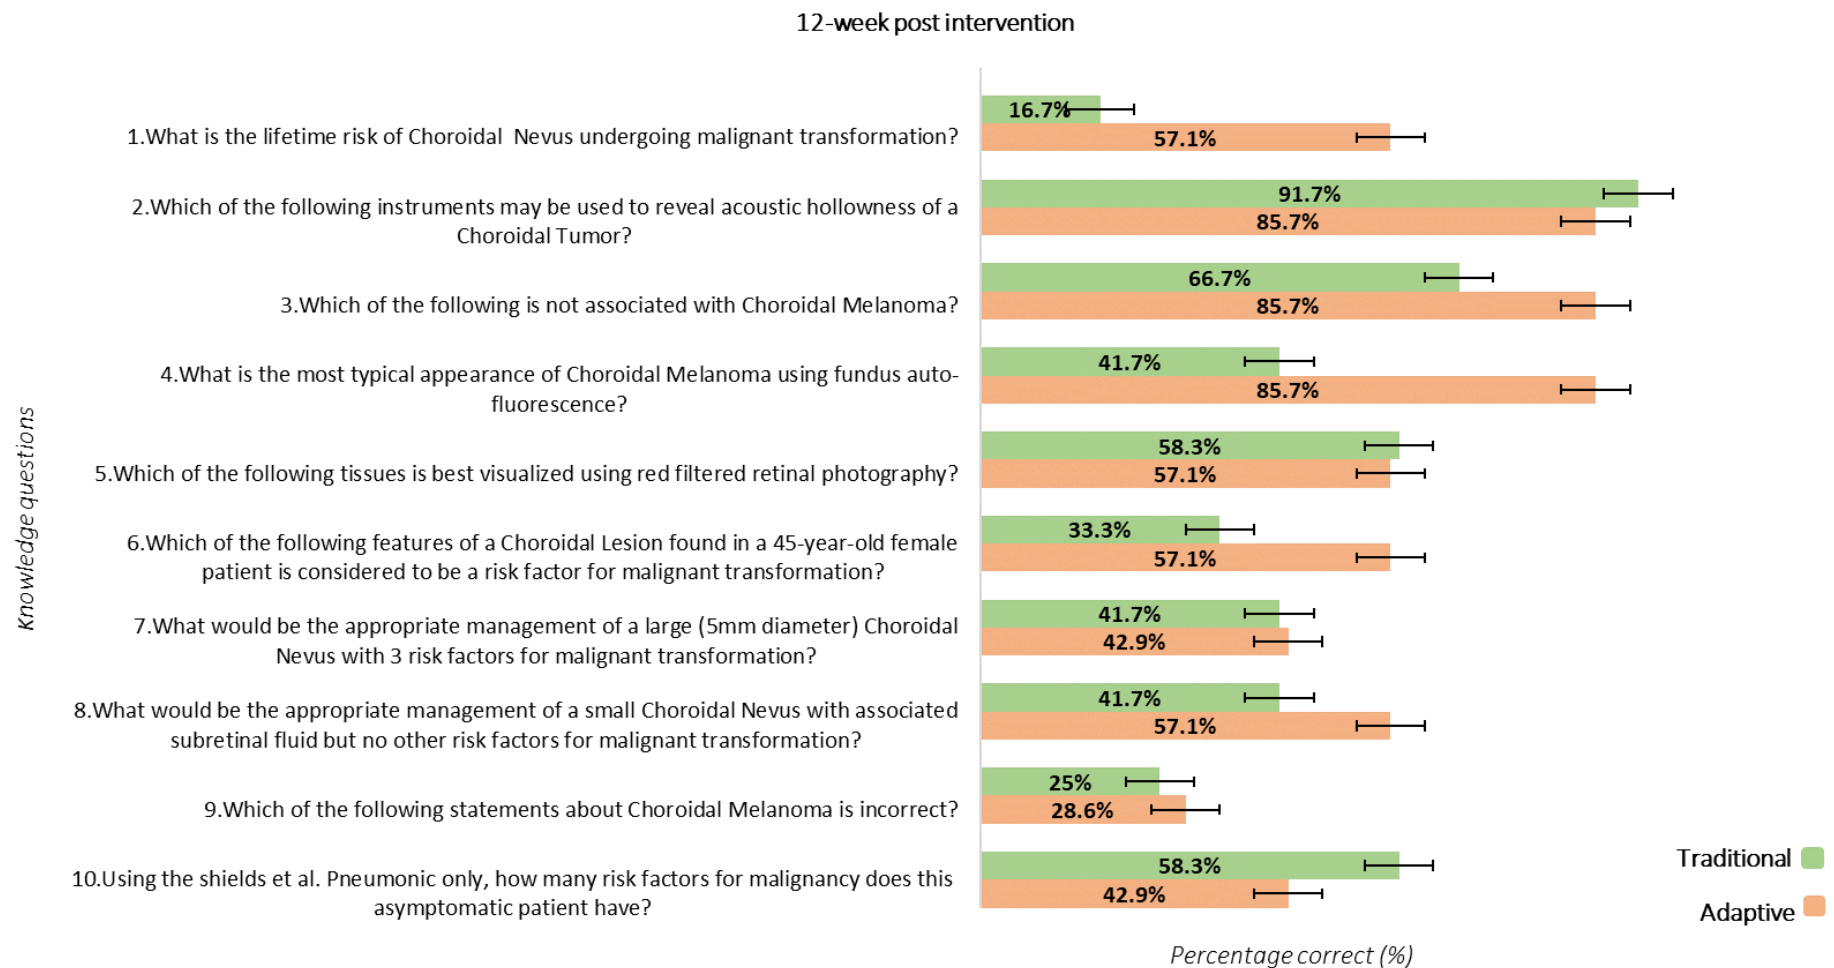 12-week post intervention
16.7%
1.What is the lifetime risk of Choroidal  Nevus undergoing malignant transformation?
57.1%
91.7%
2.Which of the following instruments may be used to reveal acoustic hollowness of a
Choroidal Tumor?
85.7%
66.7%
3.Which of the following is not associated with Choroidal Melanoma?
85.7%
41.7%
4.What is the most typical appearance of Choroidal Melanoma using fundus auto-
fluorescence?
85.7%
58.3%
5.Which of the following tissues is best visualized using red filtered retinal photography?
57.1%
33.3%
6.Which of the following features of a Choroidal Lesion found in a 45-year-old female
patient is considered to be a risk factor for malignant transformation?
57.1%
41.7%
7.What would be the appropriate management of a large (5mm diameter) Choroidal
Nevus with 3 risk factors for malignant transformation?
42.9%
41.7%
8.What would be the appropriate management of a small Choroidal Nevus with associated
subretinal fluid but no other risk factors for malignant transformation?
57.1%
25%
9.Which of the following statements about Choroidal Melanoma is incorrect?
28.6%
58.3%
10.Using the shields et al. Pneumonic only, how many risk factors for malignancy does this
asymptomatic patient have?
42.9%
Knowledge questions
Percentage correct (%)
Traditional
Adaptive